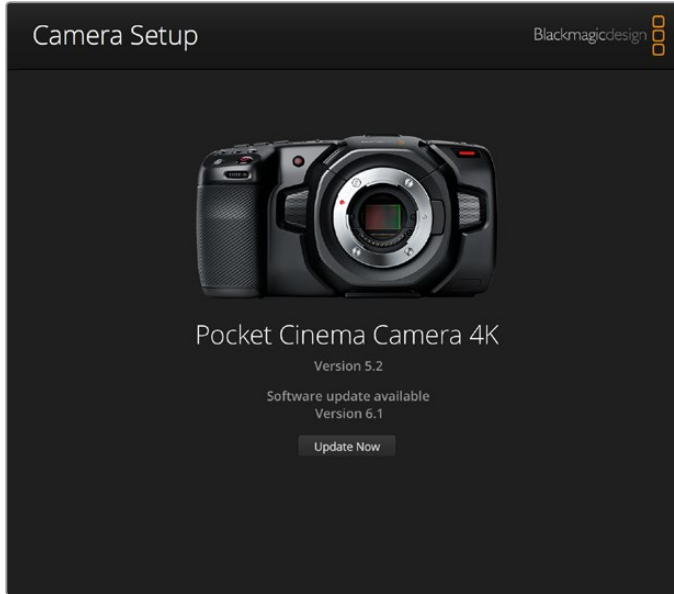 Camera Setup
Blackmagicdesign
Pocket Cinema Camera 4K
Version 5.2
Software update available
Version 6.1
Update Now